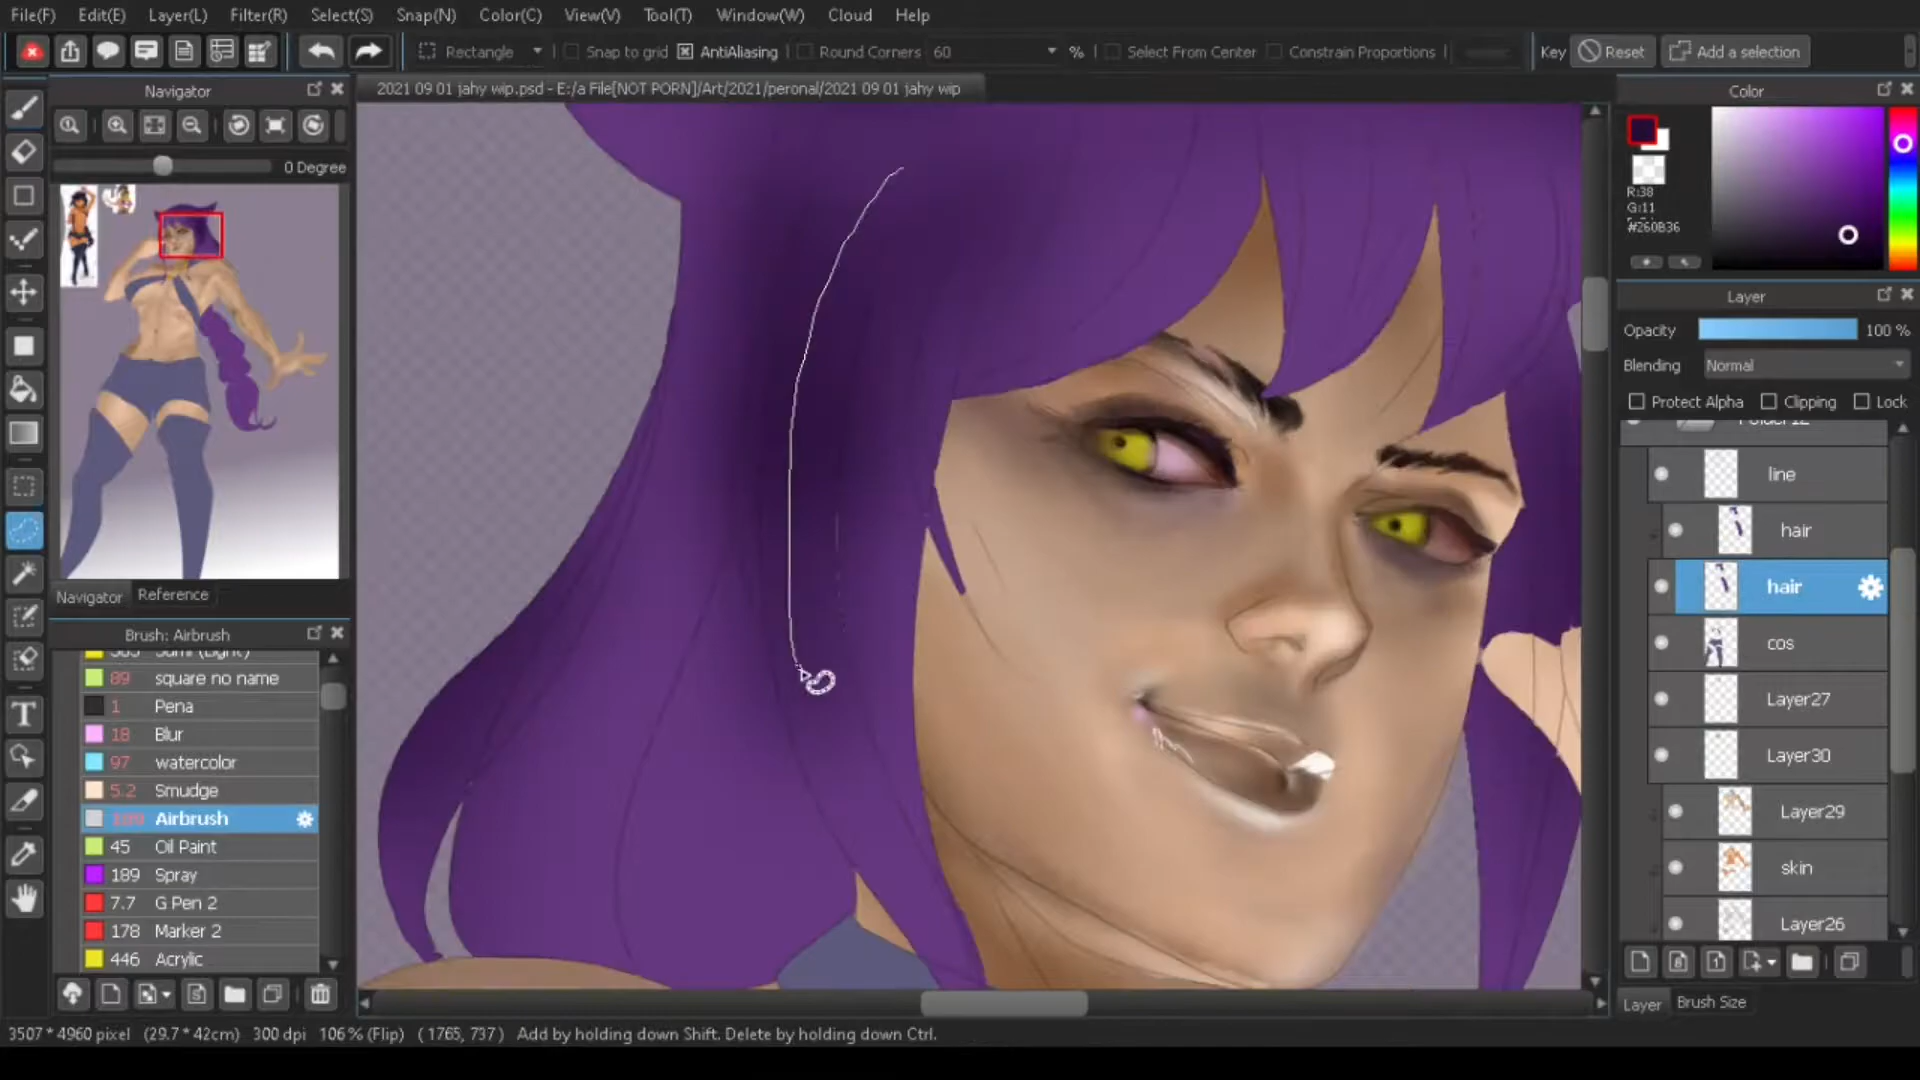 File(F) Edit(E) Layer(L) Filter(R) Select(S) Snap(N) Color(C) View(V) Tool(T) Window(W) Cloud Help
Rectangle Snap to grid AntiAliasing Round Corners 60 % Select From Center Constrain Proportions Key Reset Add a selection
Navigator
2021 09 01 jahy wip.psd - E:/a File[NOT PORN]/Art/2021/peronal/2021 09 01 jahy wip
0 Degree
Navigator Reference
Brush: Airbrush
89 square no name
1 Pena
18 Blur
97 watercolor
5.2 Smudge
Airbrush
45 Oil Paint
189 Spray
7.7 G Pen 2
178 Marker 2
446 Acrylic
Color
R:38
G:11
#260B36
Layer
Opacity 100 %
Blending Normal
Protect Alpha Clipping Lock
line
hair
hair
cos
Layer27
Layer30
Layer29
skin
Layer26
Layer Brush Size
3507 * 4960 pixel (29.7 * 42cm) 300 dpi 106 % (Flip) ( 1765, 737 ) Add by holding down Shift. Delete by holding down Ctrl.